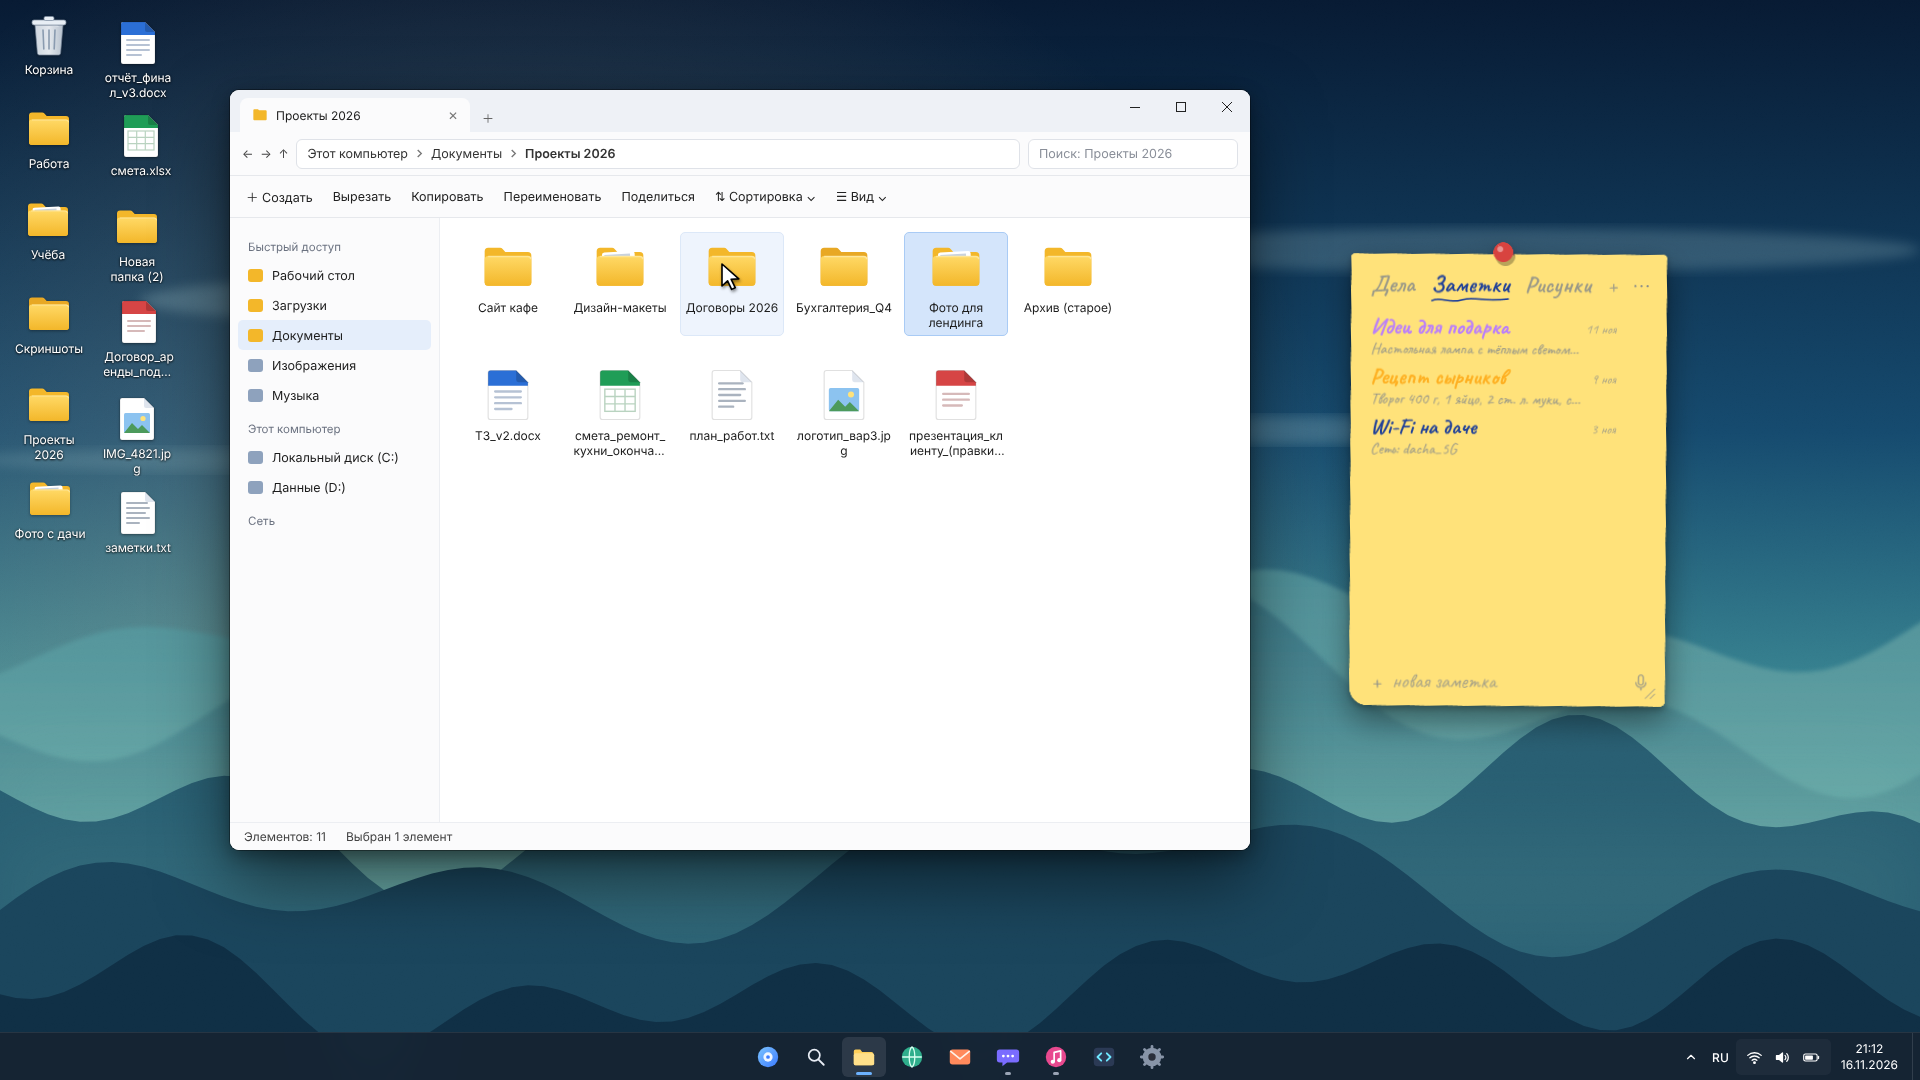 Корзина
отчёт_фина
л_v3.docx
Работа
смета.xlsx
Учёба
Новая
папка (2)
Скриншоты
Договор_ар
енды_под...
Проекты
2026
IMG_4821.jp
g
Фото с дачи
заметки.txt
Проекты 2026
Этот компьютер
Документы
Проекты 2026
Поиск: Проекты 2026
Создать
Вырезать
Копировать
Переименовать
Поделиться
Сортировка
Вид
Быстрый доступ
Рабочий стол
Загрузки
Документы
Изображения
Музыка
Этот компьютер
Локальный диск (C:)
Данные (D:)
Сеть
Сайт кафе
Дизайн-макеты
Договоры 2026
Бухгалтерия_Q4
Фото для
лендинга
Архив (старое)
ТЗ_v2.docx
смета_ремонт_
кухни_оконча...
план_работ.txt
логотип_вар3.jp
g
презентация_кл
иенту_(правки...
Элементов: 11
Выбран 1 элемент
Дела Заметки Рисунки + ...
Идеи для подарка 11 ноя
Настольная лампа с тёплым светом...
Рецепт сырников 9 ноя
Творог 400 г, 1 яйцо, 2 ст. л. муки, с...
Wi-Fi на даче 3 ноя
Сеть: dacha_5G
+ новая заметка
RU
21:12
16.11.2026